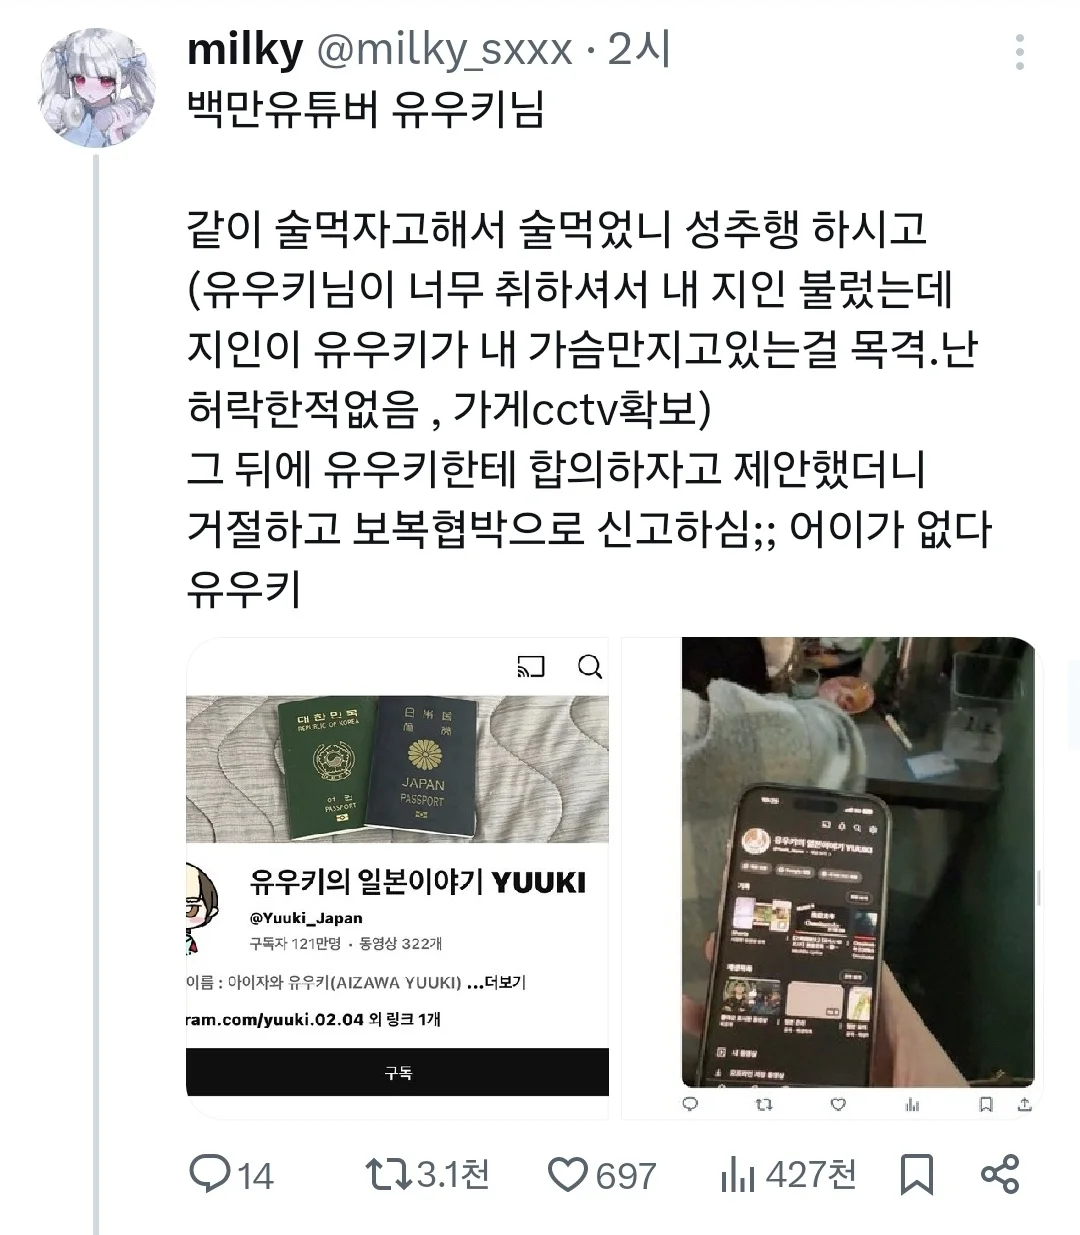 milky @milky_sxxx · 2시
백만유튜버 유우키님
같이 술먹자고해서 술먹었니 성추행 하시고
(유우키님이 너무 취하셔서 내 지인 불렀는데
지인이 유우키가 내 가슴만지고있는걸 목격.난
허락한적없음 , 가게cctv확보)
그 뒤에 유우키한테 합의하자고 제안했더니
거절하고 보복협박으로 신고하심;; 어이가 없다
유우키
대한민국
REPUBLIC OF KOREA
여권
PASSPORT
日本国
旅券
JAPAN
PASSPORT
유우키의 일본이야기 YUUKI
@Yuuki_Japan
구독자 121만명 · 동영상 322개
이름 : 아이자와 유우키(AIZAWA YUUKI) ...더보기
ram.com/yuuki.02.04 외 링크 1개
구독
유우키의 일본이야기 YUUKI
내 동영상
14 3.1천 697 427천